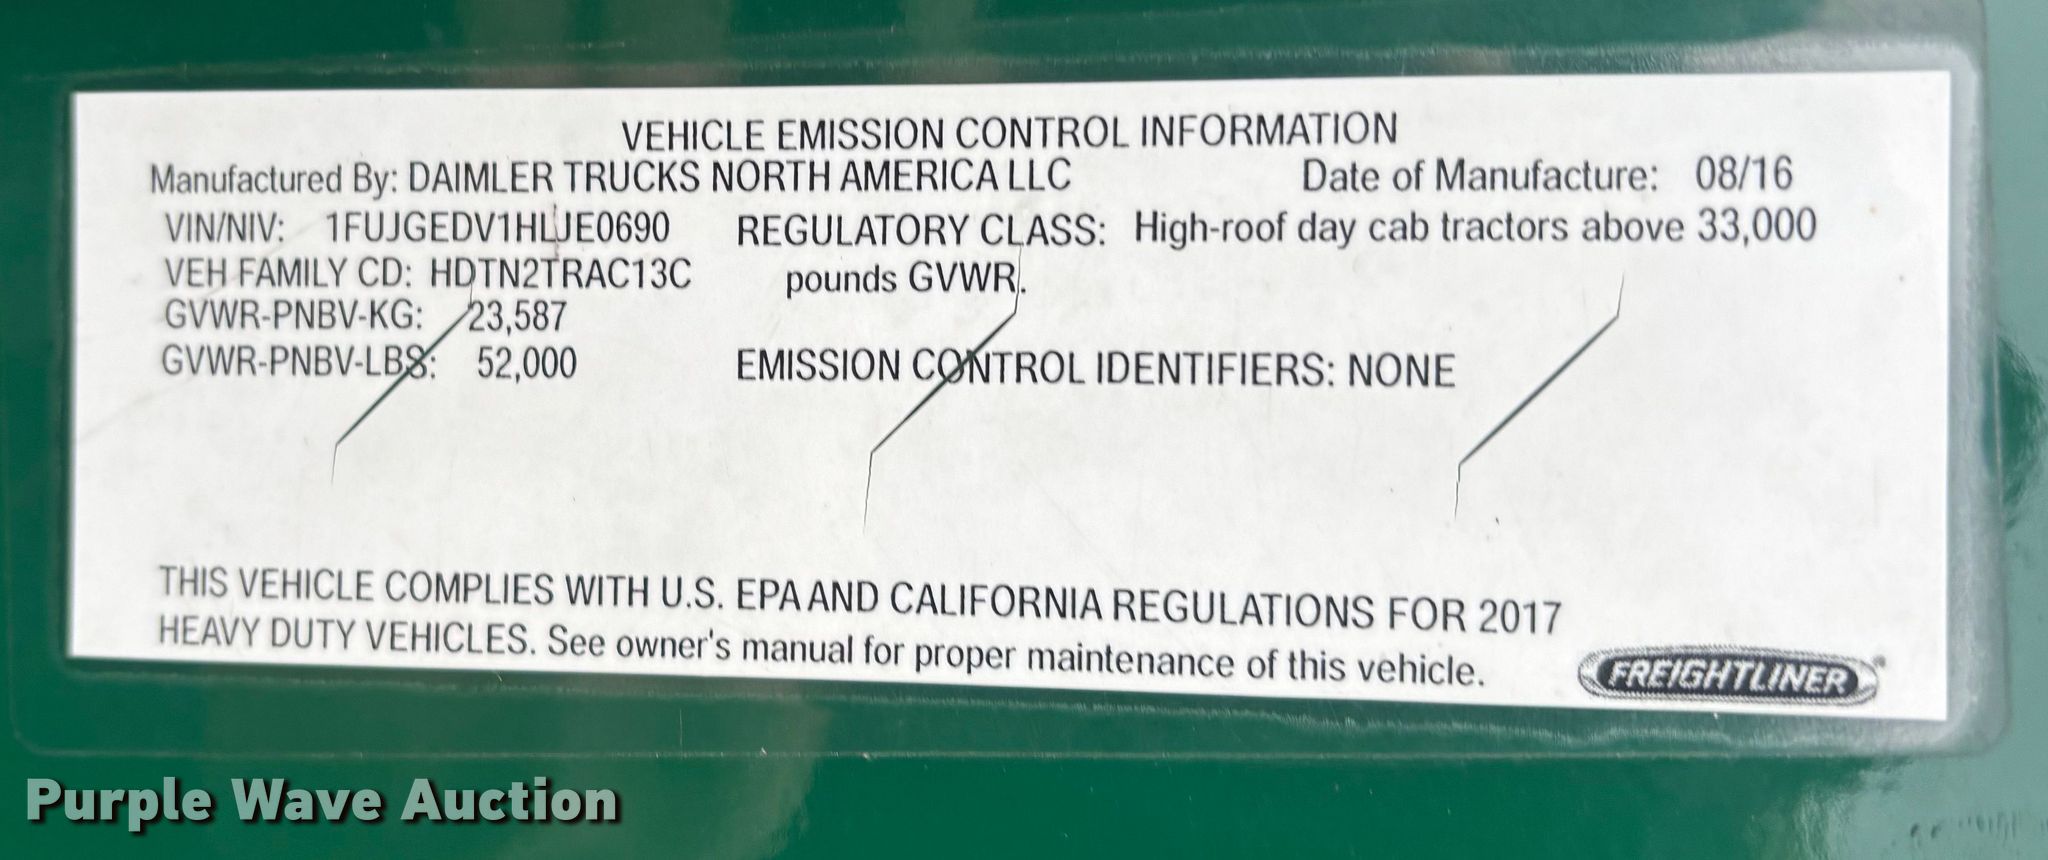 VEHICLE EMISSION CONTROL INFORMATION
Manufactured By: DAIMLER TRUCKS NORTH AMERICA LLC Date of Manufacture: 08/16
VIN/NIV: 1FUJGEDV1HLJE0690 REGULATORY CLASS: High-roof day cab tractors above 33,000
VEH FAMILY CD: HDTN2TRAC13C pounds GVWR.
GVWR-PNBV-KG: 23,587
GVWR-PNBV-LBS: 52,000 EMISSION CONTROL IDENTIFIERS: NONE
THIS VEHICLE COMPLIES WITH U.S. EPA AND CALIFORNIA REGULATIONS FOR 2017
HEAVY DUTY VEHICLES. See owner's manual for proper maintenance of this vehicle.
FREIGHTLINER
Purple Wave Auction